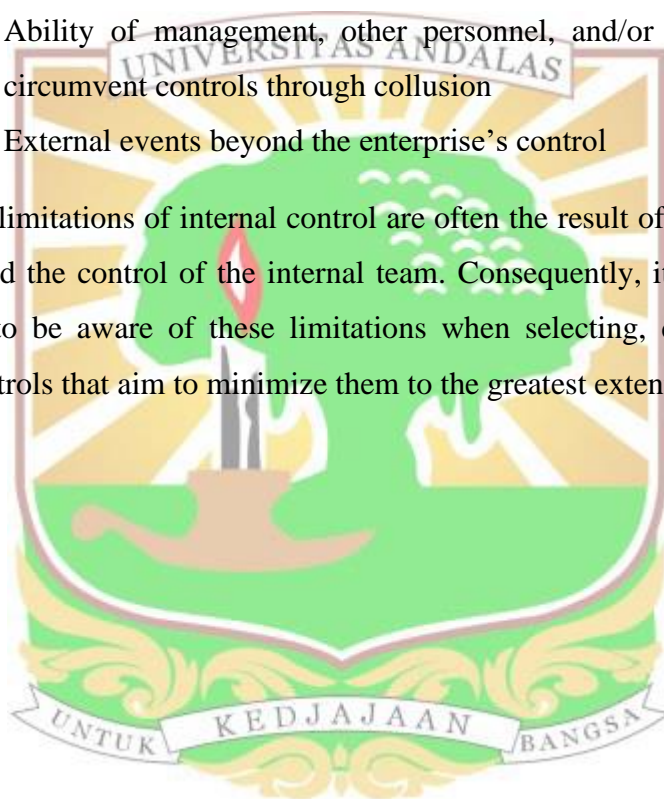 Ability of management, other personnel, and/or
UNIVERSITAS ANDALAS
circumvent controls through collusion
External events beyond the enterprise’s control
limitations of internal control are often the result of
d the control of the internal team. Consequently, it
to be aware of these limitations when selecting,
trols that aim to minimize them to the greatest exten
UNTUK KEDJAJAAN BANGSA